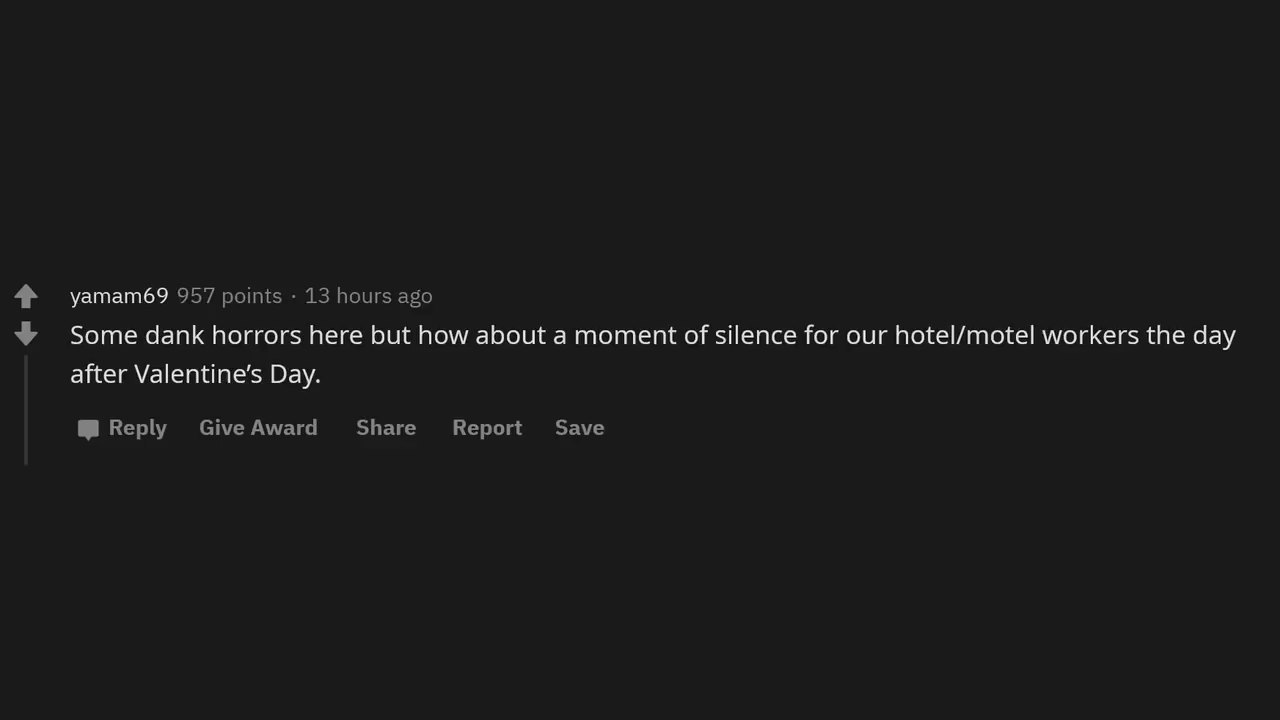 yamam69 957 points · 13 hours ago
Some dank horrors here but how about a moment of silence for our hotel/motel workers the day
after Valentine’s Day.
Reply Give Award Share Report Save